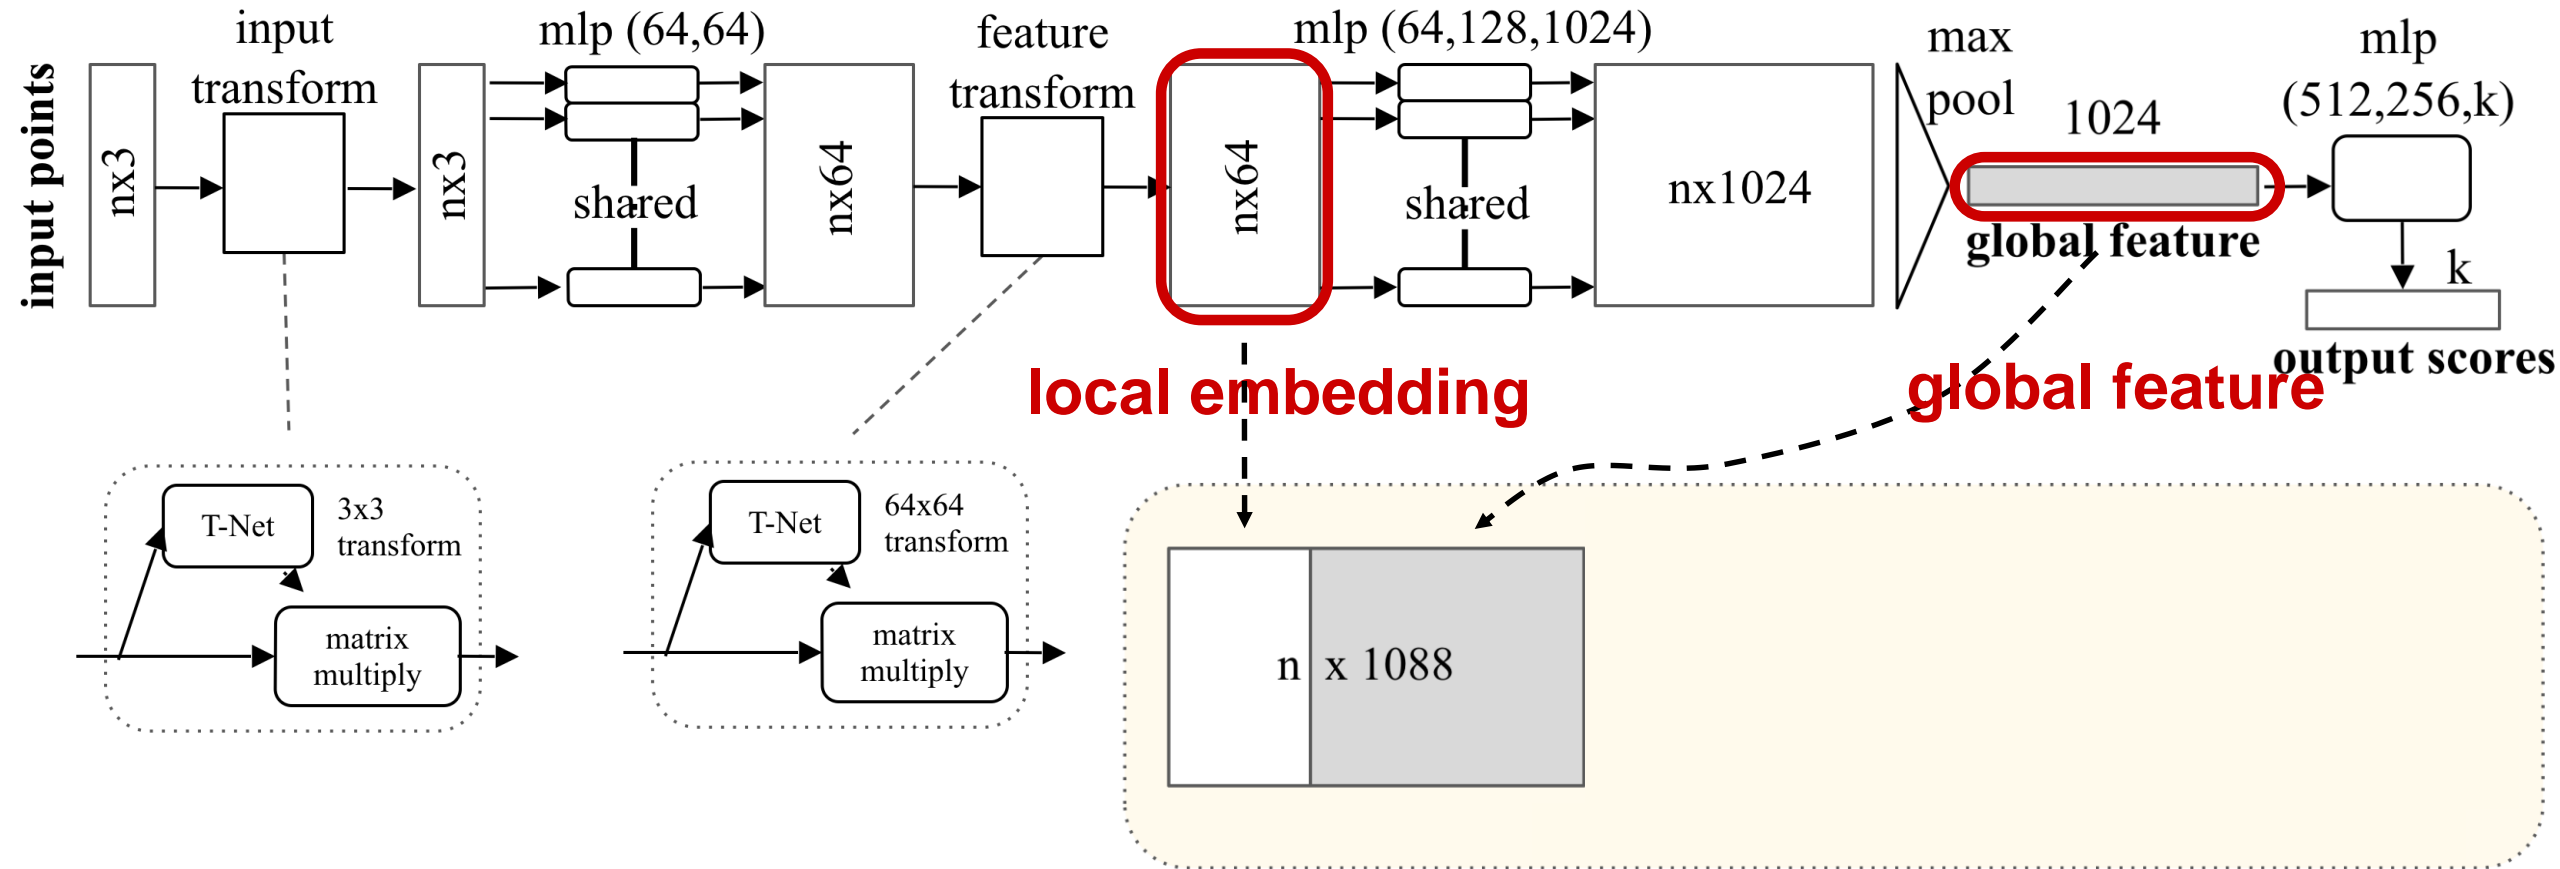 input points
nx3
input
transform
nx3
mlp (64,64)
shared
nx64
feature
transform
nx64
mlp (64,128,1024)
shared
nx1024
max
pool
1024
global feature
mlp
(512,256,k)
k
output scores
local embedding
global feature
T-Net
3x3
transform
matrix
multiply
T-Net
64x64
transform
matrix
multiply
n x 1088